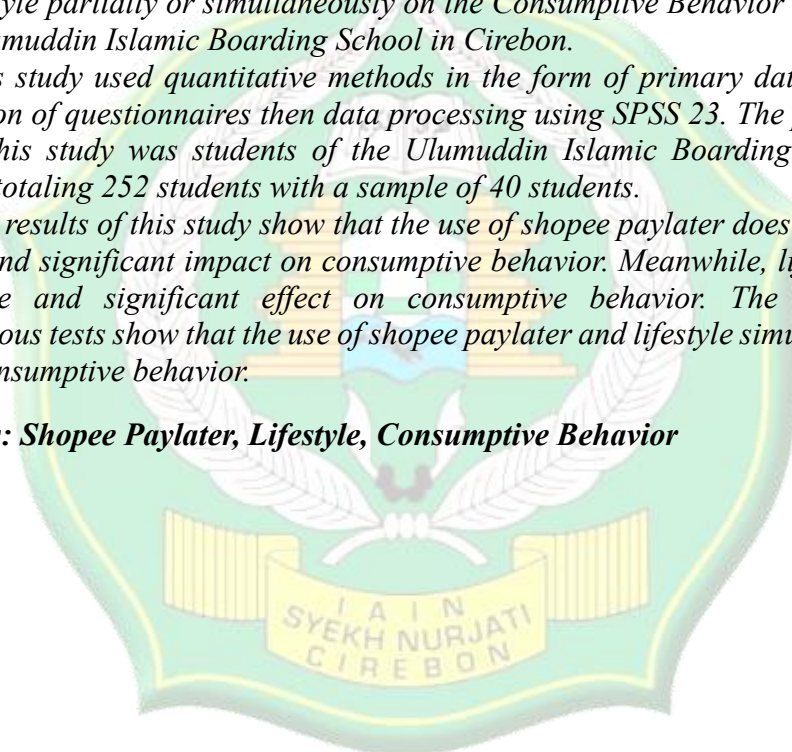 yle partially or simultaneously on the Consumptive Behavior
muddin Islamic Boarding School in Cirebon.
s study used quantitative methods in the form of primary dat
on of questionnaires then data processing using SPSS 23. The
his study was students of the Ulumuddin Islamic Boarding
totaling 252 students with a sample of 40 students.
results of this study show that the use of shopee paylater does
nd significant impact on consumptive behavior. Meanwhile, li
e and significant effect on consumptive behavior. The
ous tests show that the use of shopee paylater and lifestyle simu
onsumptive behavior.
: Shopee Paylater, Lifestyle, Consumptive Behavior
IAIN
SYEKH NURJATI
CIREBON